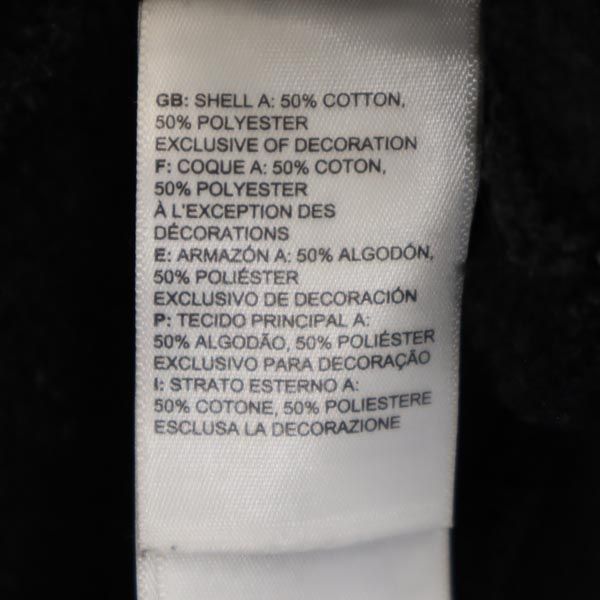 GB: SHELL A: 50% COTTON,
50% POLYESTER
EXCLUSIVE OF DECORATION
F: COQUE A: 50% COTON,
50% POLYESTER
À L'EXCEPTION DES
DÉCORATIONS
E: ARMAZÓN A: 50% ALGODÓN,
50% POLIÉSTER
EXCLUSIVO DE DECORACIÓN
P: TECIDO PRINCIPAL A:
50% ALGODÃO, 50% POLIÉSTER
EXCLUSIVO PARA DECORAÇÃO
I: STRATO ESTERNO A:
50% COTONE, 50% POLIESTERE
ESCLUSA LA DECORAZIONE